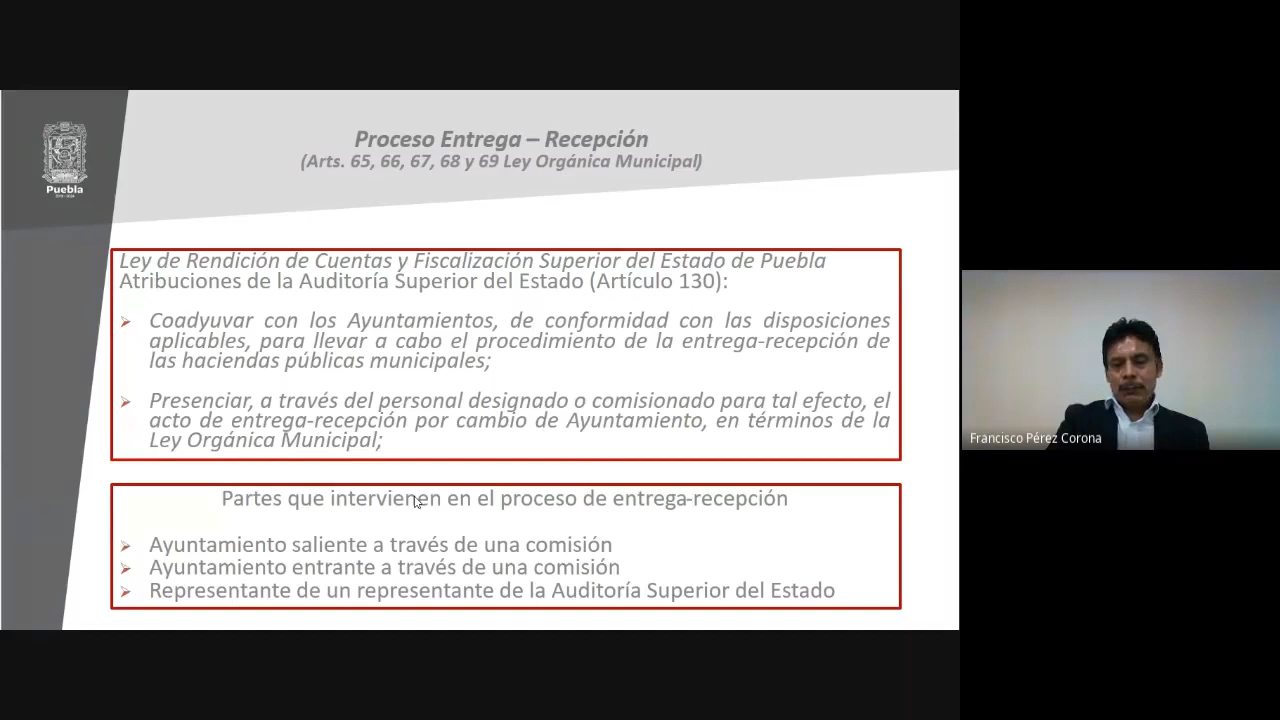 Proceso Entrega – Recepción
(Arts. 65, 66, 67, 68 y 69 Ley Orgánica Municipal)
Puebla
Ley de Rendición de Cuentas y Fiscalización Superior del Estado de Puebla
Atribuciones de la Auditoría Superior del Estado (Artículo 130):
Coadyuvar con los Ayuntamientos, de conformidad con las disposiciones
aplicables, para llevar a cabo el procedimiento de la entrega-recepción de
las haciendas públicas municipales;
Presenciar, a través del personal designado o comisionado para tal efecto, el
acto de entrega-recepción por cambio de Ayuntamiento, en términos de la
Ley Orgánica Municipal;
Partes que intervienen en el proceso de entrega-recepción
Ayuntamiento saliente a través de una comisión
Ayuntamiento entrante a través de una comisión
Representante de un representante de la Auditoría Superior del Estado
Francisco Pérez Corona